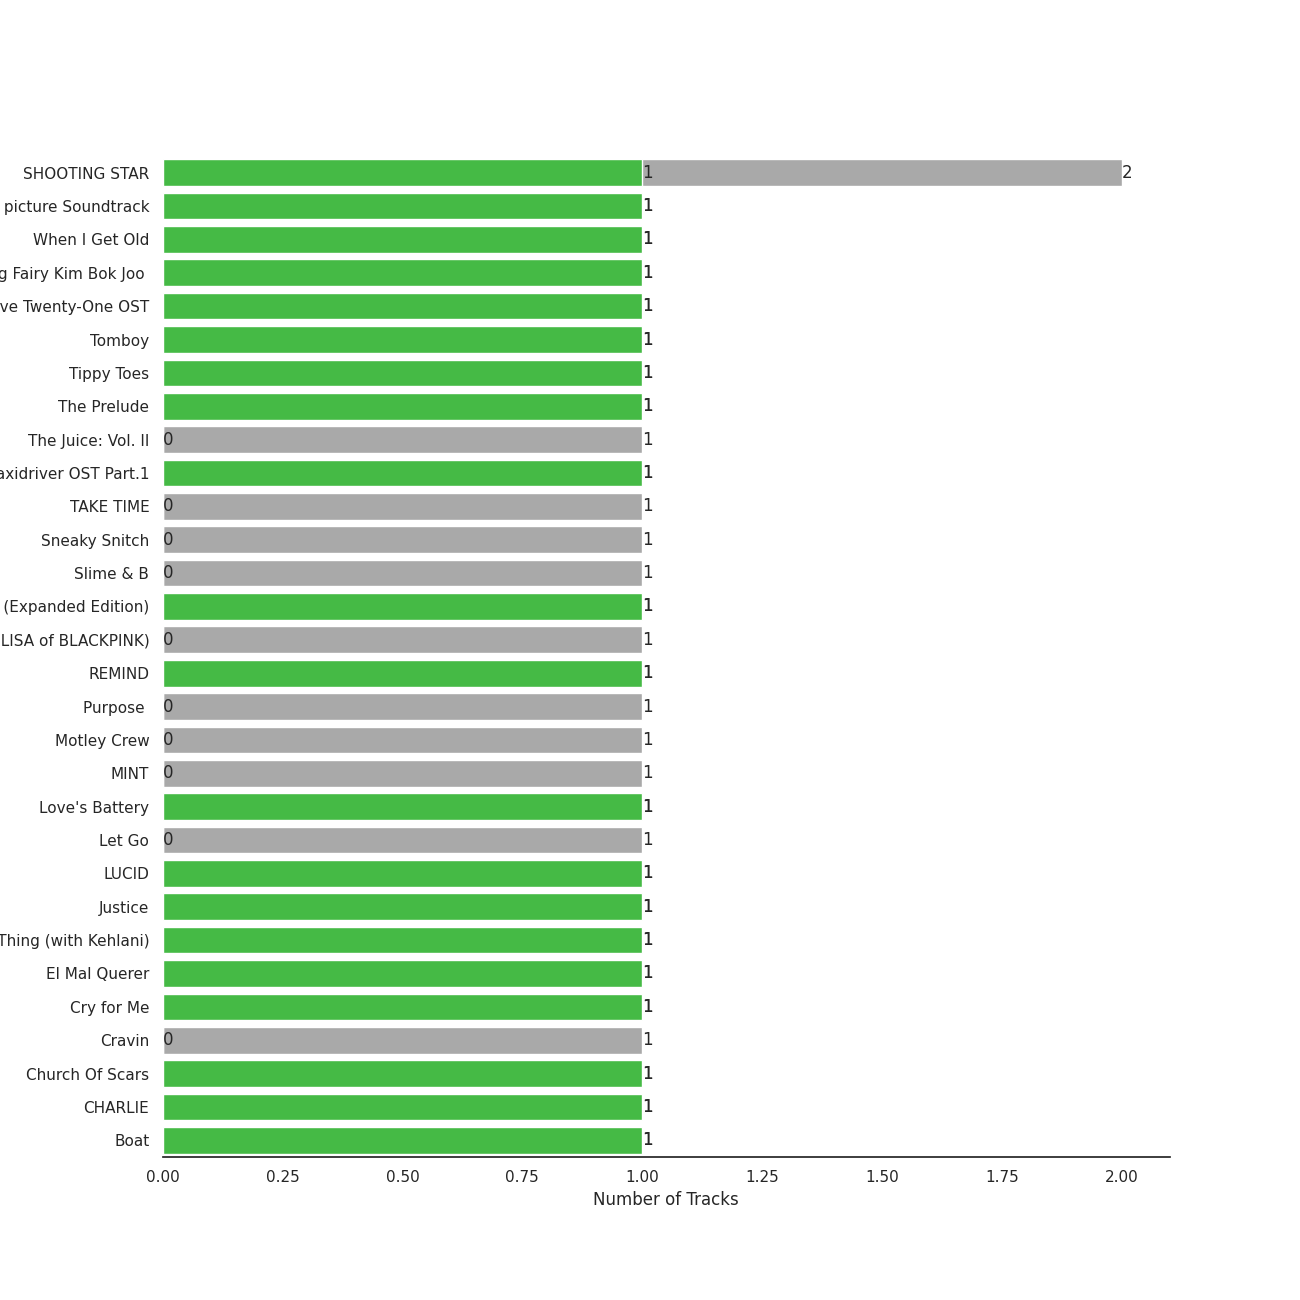 SHOOTING STAR 1 2
picture Soundtrack 1
When I Get Old 1
g Fairy Kim Bok Joo 1
ve Twenty-One OST 1
Tomboy 1
Tippy Toes 1
The Prelude 1
The Juice: Vol. II 0 1
axidriver OST Part.1 1
TAKE TIME 0 1
Sneaky Snitch 0 1
Slime & B 0 1
(Expanded Edition) 1
LISA of BLACKPINK) 0 1
REMIND 1
Purpose 0 1
Motley Crew 0 1
MINT 0 1
Love's Battery 1
Let Go 0 1
LUCID 1
Justice 1
Thing (with Kehlani) 1
El Mal Querer 1
Cry for Me 1
Cravin 0 1
Church Of Scars 1
CHARLIE 1
Boat 1
0.00 0.25 0.50 0.75 1.00 1.25 1.50 1.75 2.00
Number of Tracks